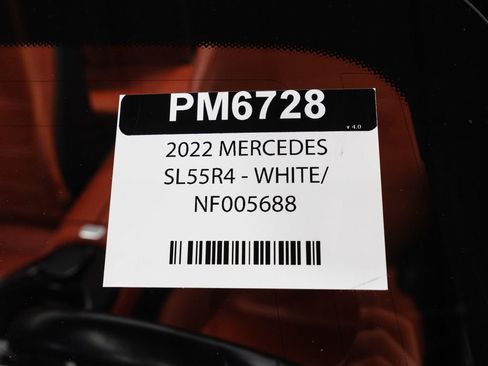 PM6728
v 4.0
2022 MERCEDES
SL55R4 - WHITE/
NF005688